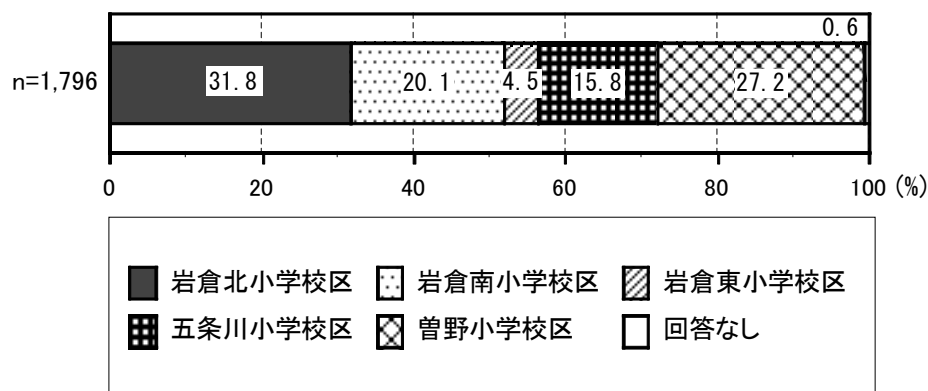 0.6
n=1,796
31.8 20.1 4.5 15.8 27.2
0 20 40 60 80 100 (%)
岩倉北小学校区 岩倉南小学校区 岩倉東小学校区
五条川小学校区 曽野小学校区 回答なし